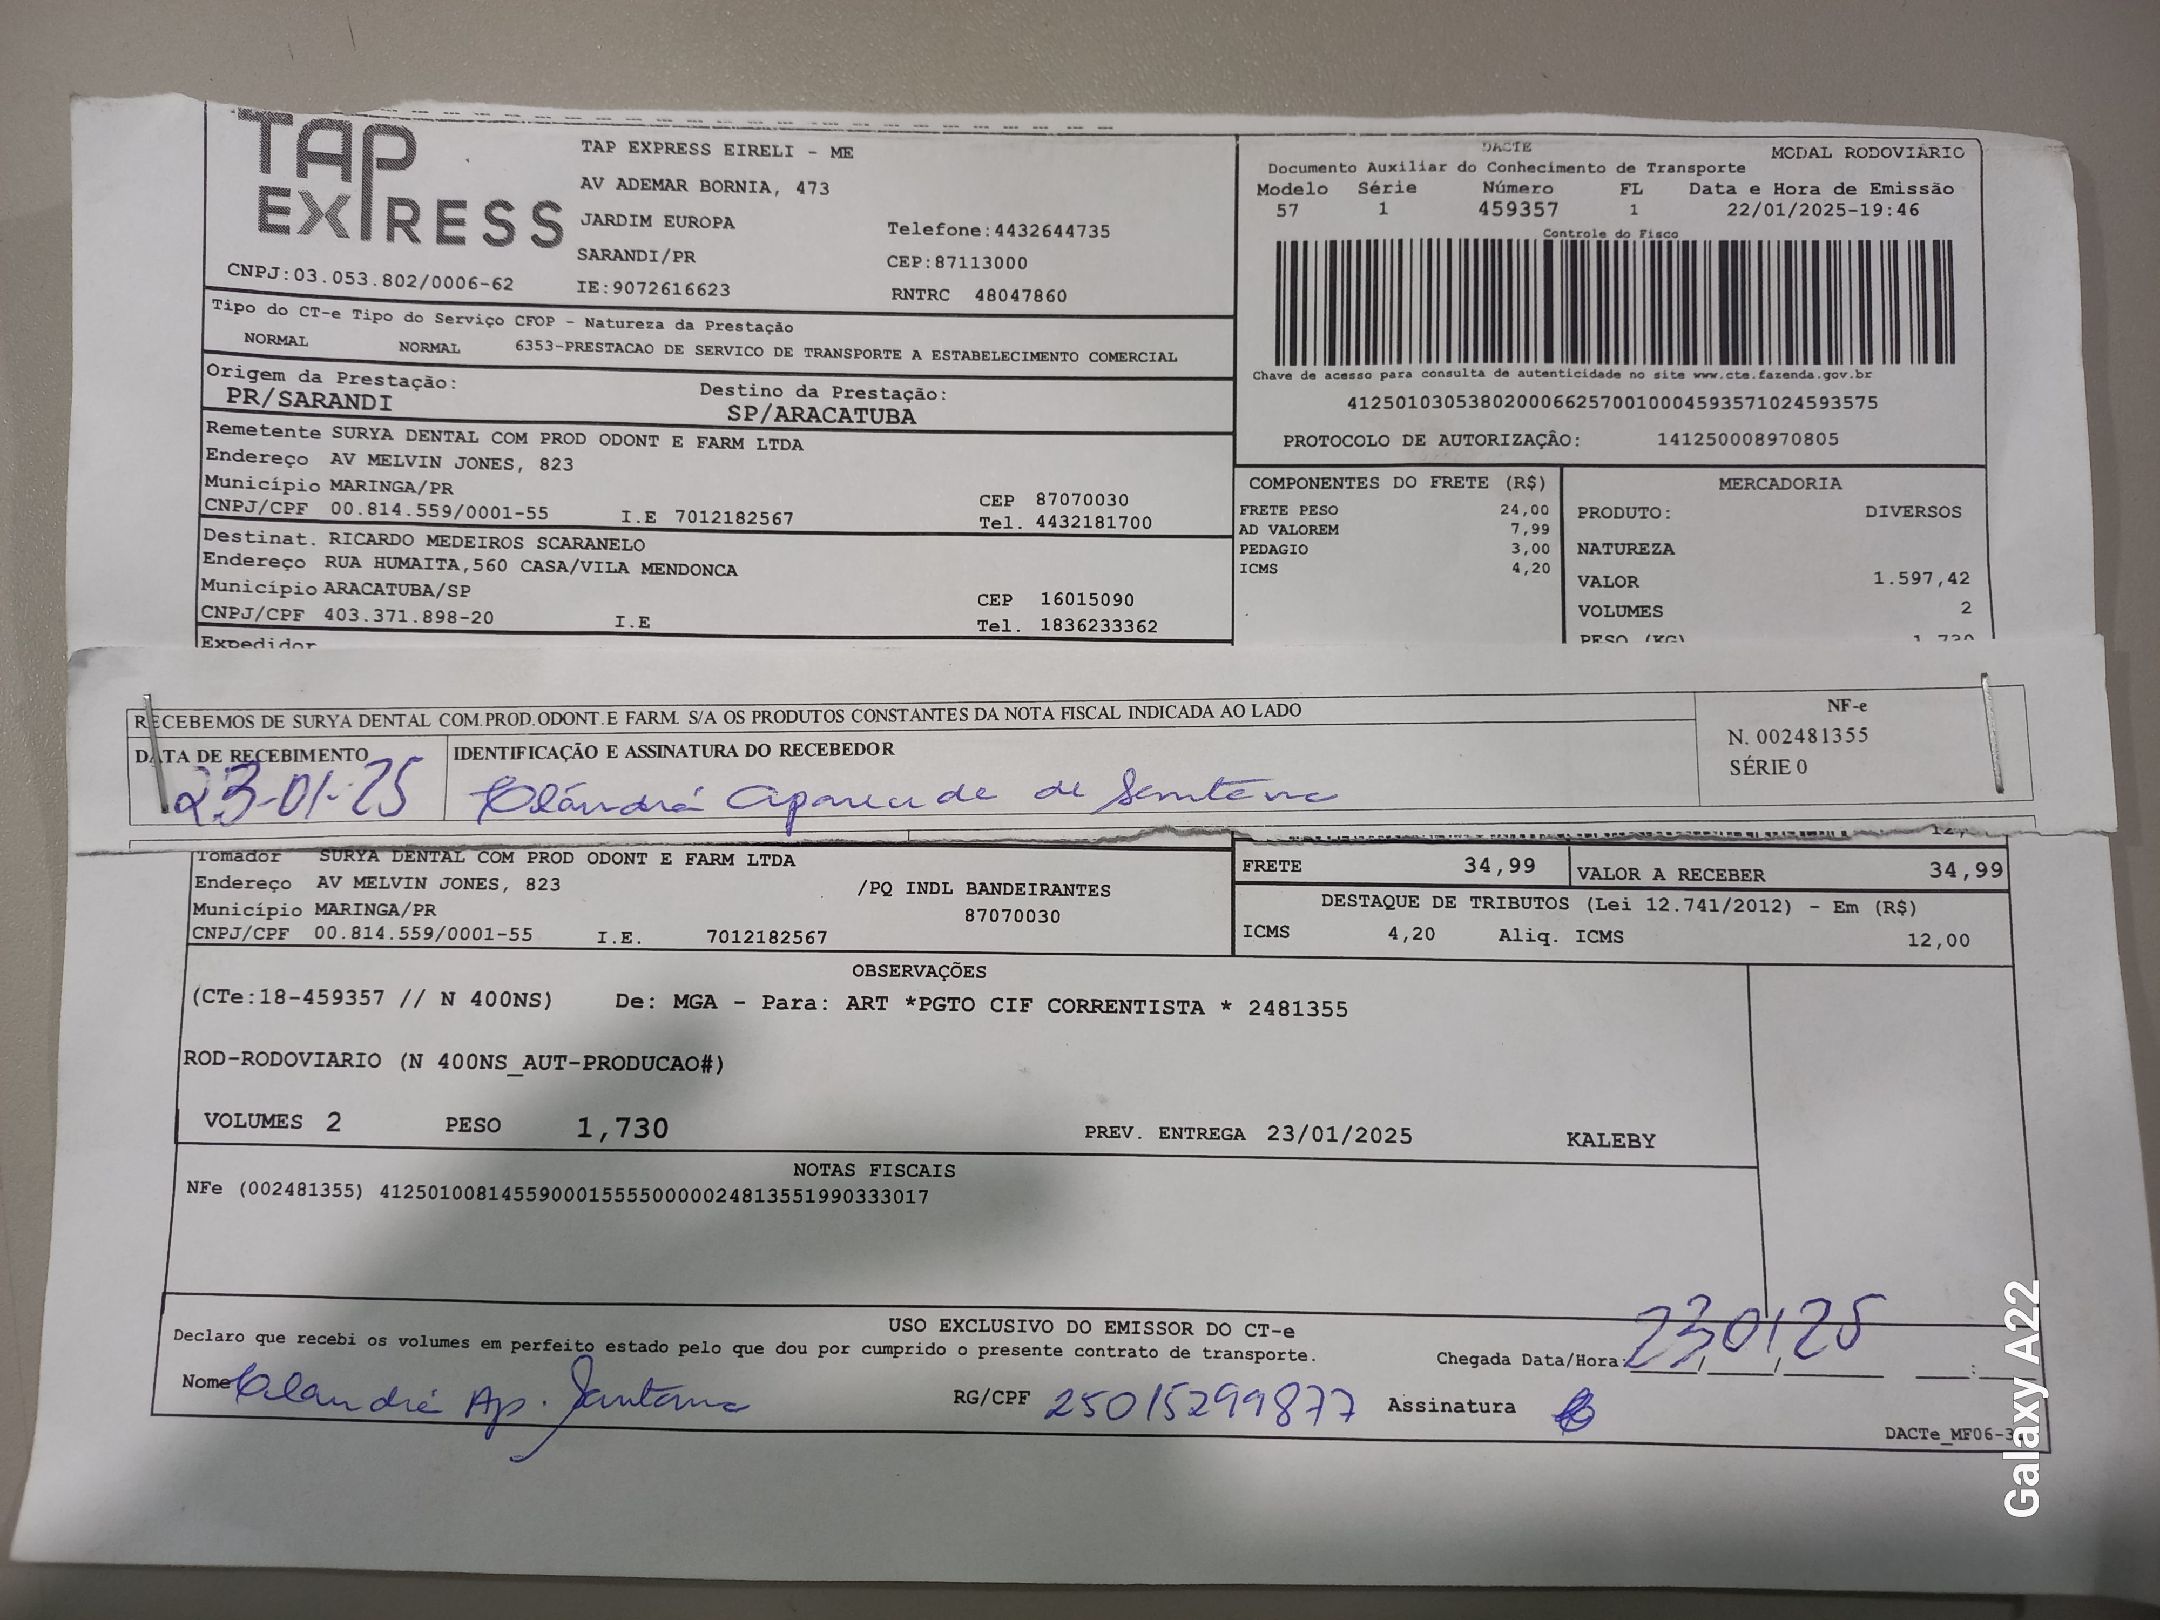 TAP EXPRESS
TAP EXPRESS EIRELI - ME
AV ADEMAR BORNIA, 473
JARDIM EUROPA
Telefone:4432644735
SARANDI/PR
CEP:87113000
CNPJ:03.053.802/0006-62
IE:9072616623
RNTRC 48047860
DACTE
MODAL RODOVIÁRIO
Documento Auxiliar do Conhecimento de Transporte
Modelo Série Número FL Data e Hora de Emissão
57 1 459357 1 22/01/2025-19:46
Controle do Fisco
Chave de acesso para consulta de autenticidade no site www.cte.fazenda.gov.br
41250103053802000662570010004593571024593575
PROTOCOLO DE AUTORIZAÇÃO: 141250008970805
Tipo do CT-e Tipo do Serviço CFOP - Natureza da Prestação
NORMAL NORMAL 6353-PRESTACAO DE SERVICO DE TRANSPORTE A ESTABELECIMENTO COMERCIAL
Origem da Prestação: Destino da Prestação:
PR/SARANDI SP/ARACATUBA
Remetente SURYA DENTAL COM PROD ODONT E FARM LTDA
Endereço AV MELVIN JONES, 823
Município MARINGA/PR CEP 87070030
CNPJ/CPF 00.814.559/0001-55 I.E 7012182567 Tel. 4432181700
Destinat. RICARDO MEDEIROS SCARANELO
Endereço RUA HUMAITA,560 CASA/VILA MENDONCA
Município ARACATUBA/SP CEP 16015090
CNPJ/CPF 403.371.898-20 I.E Tel. 1836233362
Expedidor
COMPONENTES DO FRETE (R$)
FRETE PESO 24,00
AD VALOREM 7,99
PEDAGIO 3,00
ICMS 4,20
MERCADORIA
PRODUTO: DIVERSOS
NATUREZA
VALOR 1.597,42
VOLUMES 2
PESO (KG) 1,730
RECEBEMOS DE SURYA DENTAL COM.PROD.ODONT.E FARM. S/A OS PRODUTOS CONSTANTES DA NOTA FISCAL INDICADA AO LADO
NF-e
N. 002481355
SÉRIE 0
DATA DE RECEBIMENTO IDENTIFICAÇÃO E ASSINATURA DO RECEBEDOR
23-01-25 Clândrá Aparecida de Santana
Tomador SURYA DENTAL COM PROD ODONT E FARM LTDA
Endereço AV MELVIN JONES, 823 /PQ INDL BANDEIRANTES
Município MARINGA/PR 87070030
CNPJ/CPF 00.814.559/0001-55 I.E. 7012182567
FRETE 34,99 VALOR A RECEBER 34,99
DESTAQUE DE TRIBUTOS (Lei 12.741/2012) - Em (R$)
ICMS 4,20 Aliq. ICMS 12,00
OBSERVAÇÕES
(CTe:18-459357 // N 400NS) De: MGA - Para: ART *PGTO CIF CORRENTISTA * 2481355
ROD-RODOVIARIO (N 400NS_AUT-PRODUCAO#)
VOLUMES 2 PESO 1,730 PREV. ENTREGA 23/01/2025 KALEBY
NOTAS FISCAIS
NFe (002481355) 41250100814559000155550000024813551990333017
USO EXCLUSIVO DO EMISSOR DO CT-e
Declaro que recebi os volumes em perfeito estado pelo que dou por cumprido o presente contrato de transporte.
Chegada Data/Hora: 23/01/25
Nome Clandré Ap. Santana RG/CPF 25015299877 Assinatura
DACTe_MF06-3
Galaxy A22